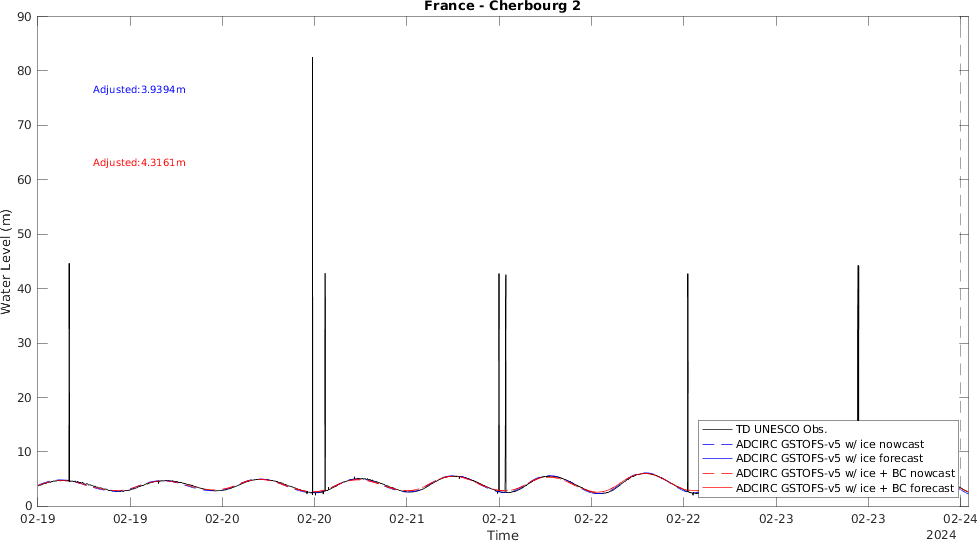 France - Cherbourg 2
90
80
70
60
50
40
30
20
10
0
Water Level (m)
Adjusted:3.9394m
Adjusted:4.3161m
TD UNESCO Obs.
ADCIRC GSTOFS-v5 w/ ice nowcast
ADCIRC GSTOFS-v5 w/ ice forecast
ADCIRC GSTOFS-v5 w/ ice + BC nowcast
ADCIRC GSTOFS-v5 w/ ice + BC forecast
02-19 02-19 02-20 02-20 02-21 02-21 02-22 02-22 02-23 02-23 02-24
Time
2024